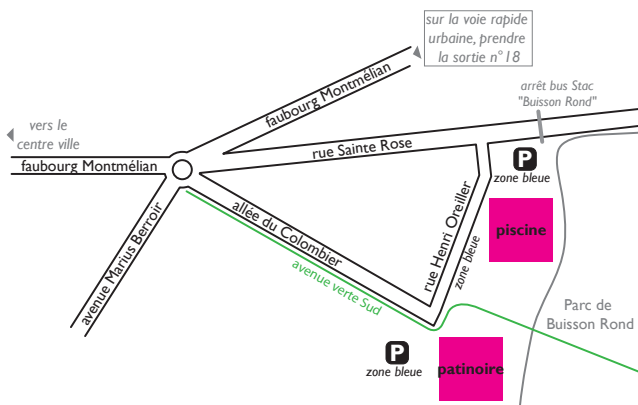 sur la voie rapide
urbaine, prendre
la sortie n°18
arrêt bus Stac
"Buisson Rond"
vers le
centre ville
faubourg Montmélian
faubourg Montmélian
rue Sainte Rose
P
zone bleue
allée du Colombier
avenue verte Sud
avenue Marius Berroir
rue Henri Oreiller
zone bleue
piscine
Parc de
Buisson Rond
P
zone bleue
patinoire